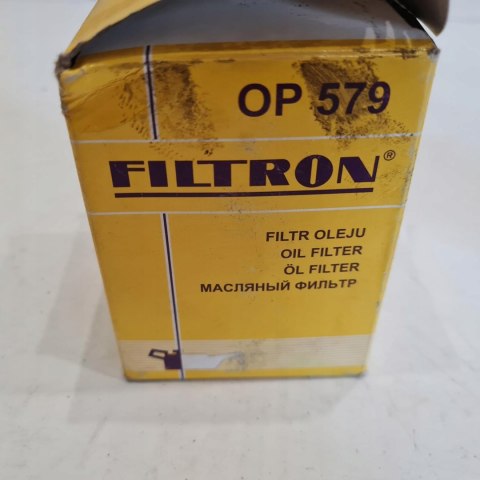 OP 579
FILTRON®
FILTR OLEJU
OIL FILTER
ÖL FILTER
МАСЛЯНЫЙ ФИЛЬТР